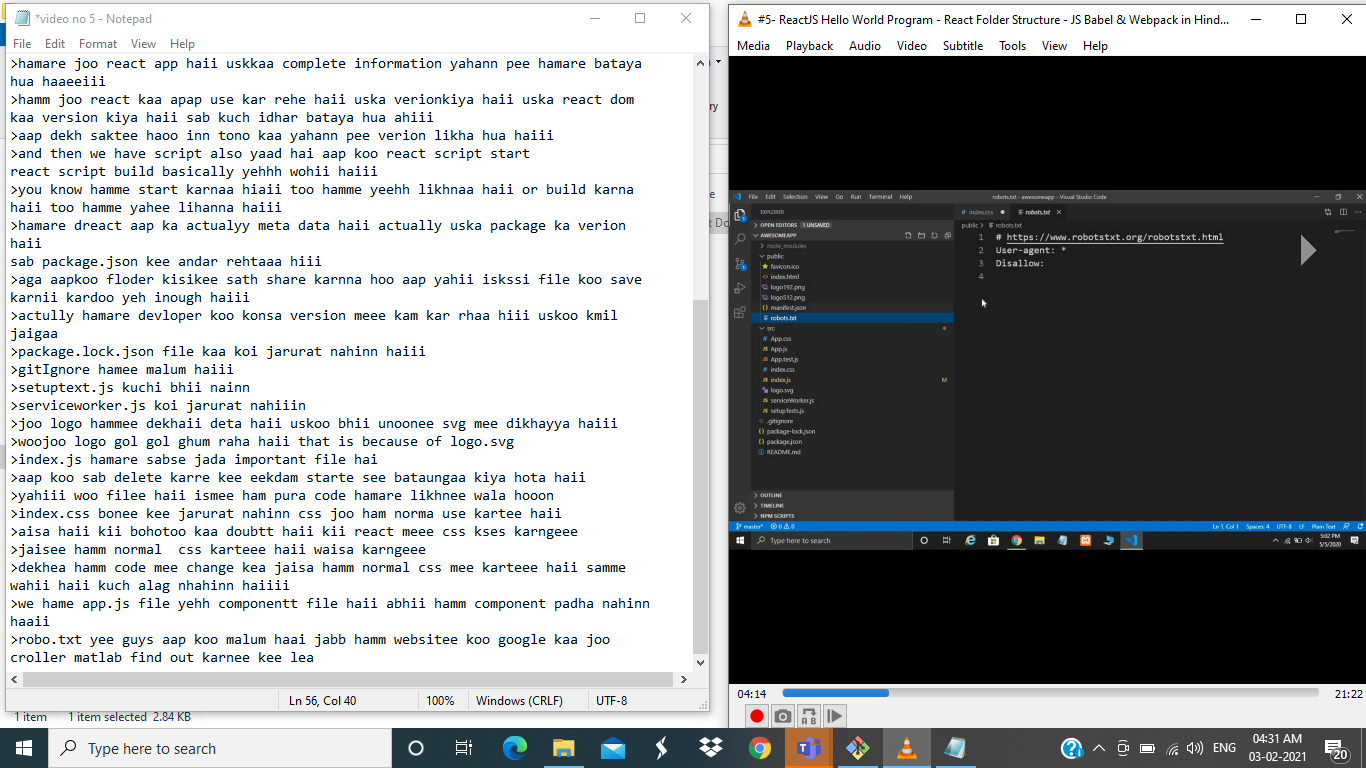 *video no 5 - Notepad
File Edit Format View Help
>hamare joo react app haii uskkaa complete information yahann pee hamare bataya
hua haaeeiii
>hamm joo react kaa apap use kar rehe haii uska verionkiya haii uska react dom
kaa version kiya haii sab kuch idhar bataya hua ahiii
>aap dekh saktee haoo inn tono kaa yahann pee verion likha hua haiii
>and then we have script also yaad hai aap koo react script start
react script build basically yehhh wohii haiii
>you know hamme start karnaa hiaii too hamme yeehh likhnaa haii or build karna
haii too hamme yahee lihanna haiii
>hamare dreact aap ka actualyy meta data haii actually uska package ka verion
haii
sab package.json kee andar rehtaaa hiii
>aga aapkoo floder kisikee sath share karnna hoo aap yahii iskssi file koo save
karnii kardoo yeh inough haiii
>actully hamare devloper koo konsa version meee kam kar rhaa hiii uskoo kmil
jaigaa
>package.lock.json file kaa koi jarurat nahinn haiii
>gitIgnore hamee malum haiii
>setuptext.js kuchi bhii nainn
>serviceworker.js koi jarurat nahiiin
>joo logo hammee dekhaii deta haii uskoo bhii unoonee svg mee dikhayya haiii
>woojoo logo gol gol ghum raha haii that is because of logo.svg
>index.js hamare sabse jada important file hai
>aap koo sab delete karre kee eekdam starte see bataungaa kiya hota haii
>yahiii woo filee haii ismee ham pura code hamare likhnee wala hooon
>index.css bonee kee jarurat nahinn css joo ham norma use kartee haii
>aisa haii kii bohotoo kaa doubtt haii kii react meee css kses karngeee
>jaisee hamm normal  css karteee haii waisa karngeee
>dekhea hamm code mee change kea jaisa hamm normal css mee karteee haii samme
wahii haii kuch alag nhahinn haiiii
>we hame app.js file yehh componentt file haii abhii hamm component padha nahinn
haaii
>robo.txt yee guys aap koo malum haai jabb hamm websitee koo google kaa joo
croller matlab find out karnee kee lea
Ln 56, Col 40 100% Windows (CRLF) UTF-8
1 item 1 item selected 2.84 KB
#5- ReactJS Hello World Program - React Folder Structure - JS Babel & Webpack in Hind...
Media Playback Audio Video Subtitle Tools View Help
File Edit Selection View Go Run Terminal Help robots.txt - awesomeapp - Visual Studio Code
EXPLORER
OPEN EDITORS 1 UNSAVED
AWESOMEAPP
node_modules
public
favicon.ico
index.html
logo192.png
logo512.png
manifest.json
robots.txt
src
App.css
App.js
App.test.js
index.css
index.js M
logo.svg
serviceWorker.js
setupTests.js
.gitignore
package-lock.json
package.json
README.md
OUTLINE
TIMELINE
NPM SCRIPTS
index.css robots.txt
public > robots.txt
1 # https://www.robotstxt.org/robotstxt.html
2 User-agent: *
3 Disallow:
4
master* 0 0 Ln 1, Col 1 Spaces: 4 UTF-8 LF Plain Text
Type here to search 5:02 PM
5/5/2020
04:14 21:22
Type here to search
ENG 04:31 AM
03-02-2021
20